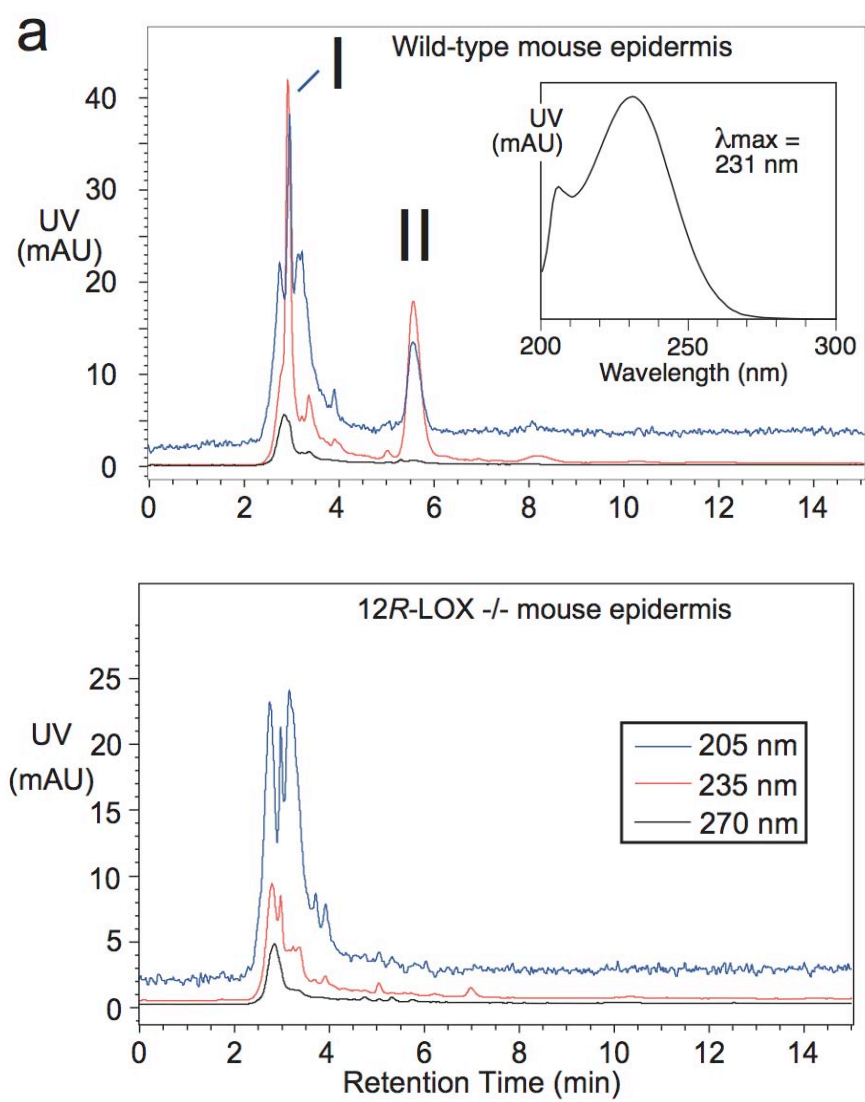 a
Wild-type mouse epidermis
I
II
UV
(mAU)
40
30
20
10
0
0 2 4 6 8 10 12 14
UV
(mAU)
λmax =
231 nm
200 250 300
Wavelength (nm)
12R-LOX -/- mouse epidermis
UV
(mAU)
25
20
15
10
5
0
205 nm
235 nm
270 nm
0 2 4 6 8 10 12 14
Retention Time (min)